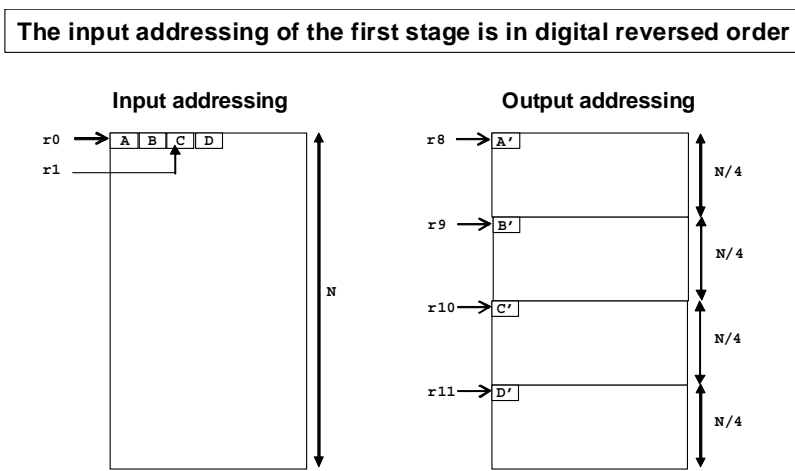 The input addressing of the first stage is in digital reversed order
Input addressing
Output addressing
r0
A B C D
r1
N
r8
A’
N/4
r9
B’
N/4
r10
C’
N/4
r11
D’
N/4